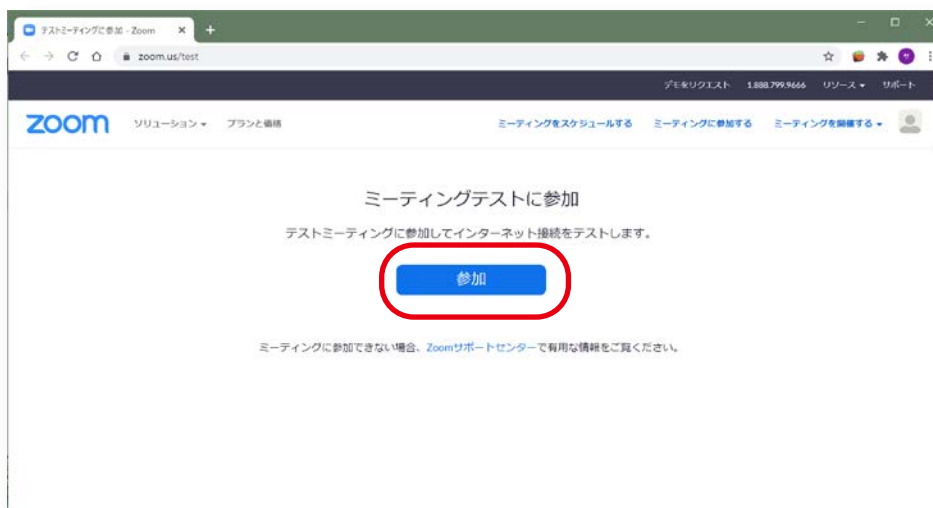 テストミーティングに参加 - Zoom
zoom.us/test
デモをリクエスト 1.888.799.9666 リソース サポート
zoom ソリューション プランと価格 ミーティングをスケジュールする ミーティングに参加する ミーティングを開催する
ミーティングテストに参加
テストミーティングに参加してインターネット接続をテストします。
参加
ミーティングに参加できない場合、Zoomサポートセンターで有用な情報をご覧ください。